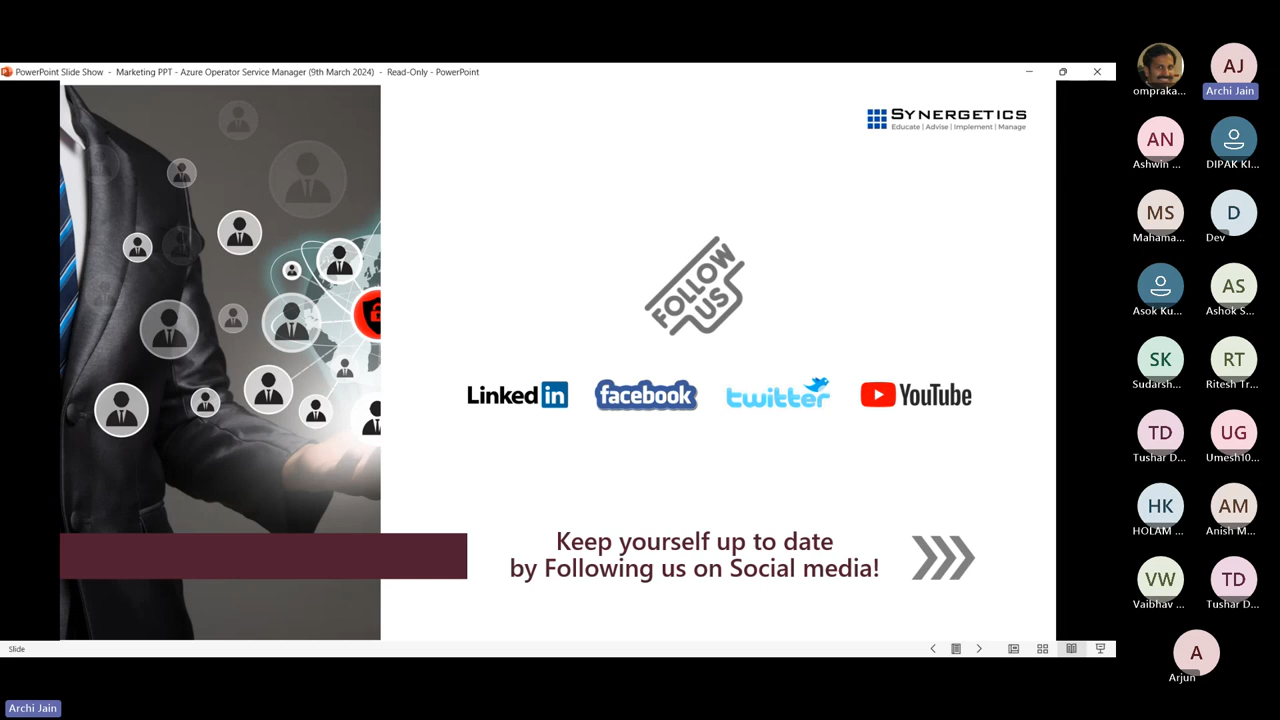 PowerPoint Slide Show - Marketing PPT - Azure Operator Service Manager (9th March 2024) - Read-Only - PowerPoint
SYNERGETICS
Educate | Advise | Implement | Manage
FOLLOW
US
Linked in
facebook
twitter
YouTube
Keep yourself up to date
by Following us on Social media!
Slide
Archi Jain
ompraka...
AJ
Archi Jain
AN
Ashwin ...
DIPAK KI...
MS
Mahama...
D
Dev
Asok Ku...
AS
Ashok S...
SK
Sudarsh...
RT
Ritesh Tr...
TD
Tushar D...
UG
Umesh10...
HK
HOLAM ...
AM
Anish M...
VW
Vaibhav ...
TD
Tushar D...
A
Arjun